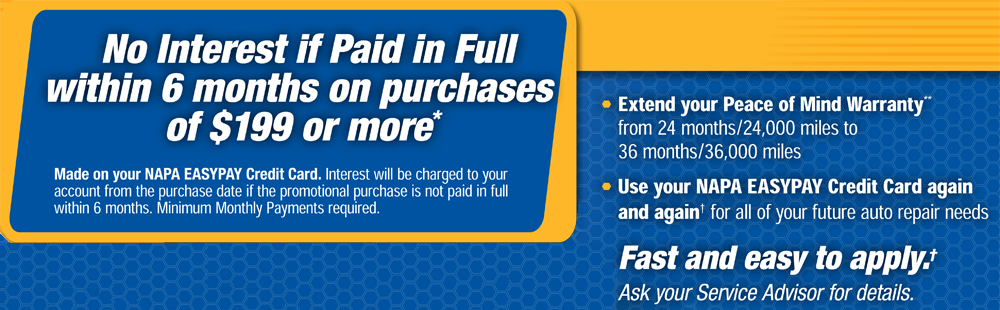 No Interest if Paid in Full
within 6 months on purchases
of $199 or more*
Made on your NAPA EASYPAY Credit Card. Interest will be charged to your
account from the purchase date if the promotional purchase is not paid in full
within 6 months. Minimum Monthly Payments required.
• Extend your Peace of Mind Warranty**
from 24 months/24,000 miles to
36 months/36,000 miles
• Use your NAPA EASYPAY Credit Card again
and again† for all of your future auto repair needs
Fast and easy to apply.†
Ask your Service Advisor for details.